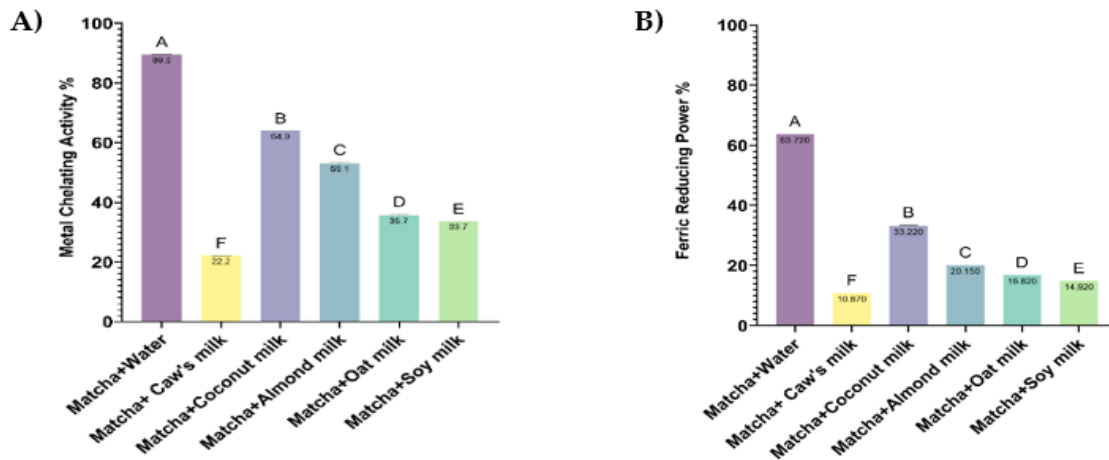 A)
Metal Chelating Activity %
100
80
60
40
20
0
A
F
22.2
B
64.0
C
53.1
D
35.7
E
33.7
Matcha+Water
Matcha+ Caw's milk
Matcha+Coconut milk
Matcha+Almond milk
Matcha+Oat milk
Matcha+Soy milk
B)
Ferric Reducing Power %
100
80
60
40
20
0
A
63.720
F
10.870
B
33.220
C
20.150
D
16.820
E
14.920
Matcha+Water
Matcha+ Caw's milk
Matcha+Coconut milk
Matcha+Almond milk
Matcha+Oat milk
Matcha+Soy milk